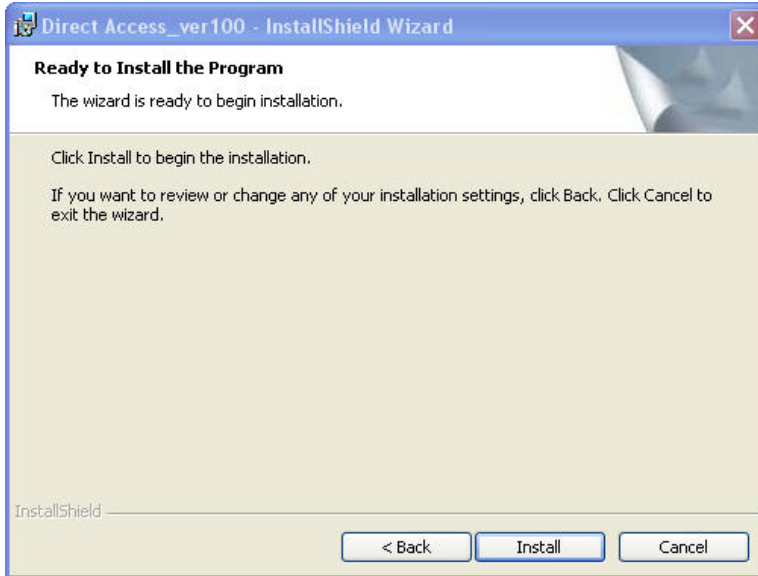 Direct Access_ver100 - InstallShield Wizard
Ready to Install the Program
The wizard is ready to begin installation.
Click Install to begin the installation.
If you want to review or change any of your installation settings, click Back. Click Cancel to
exit the wizard.
InstallShield
< Back
Install
Cancel